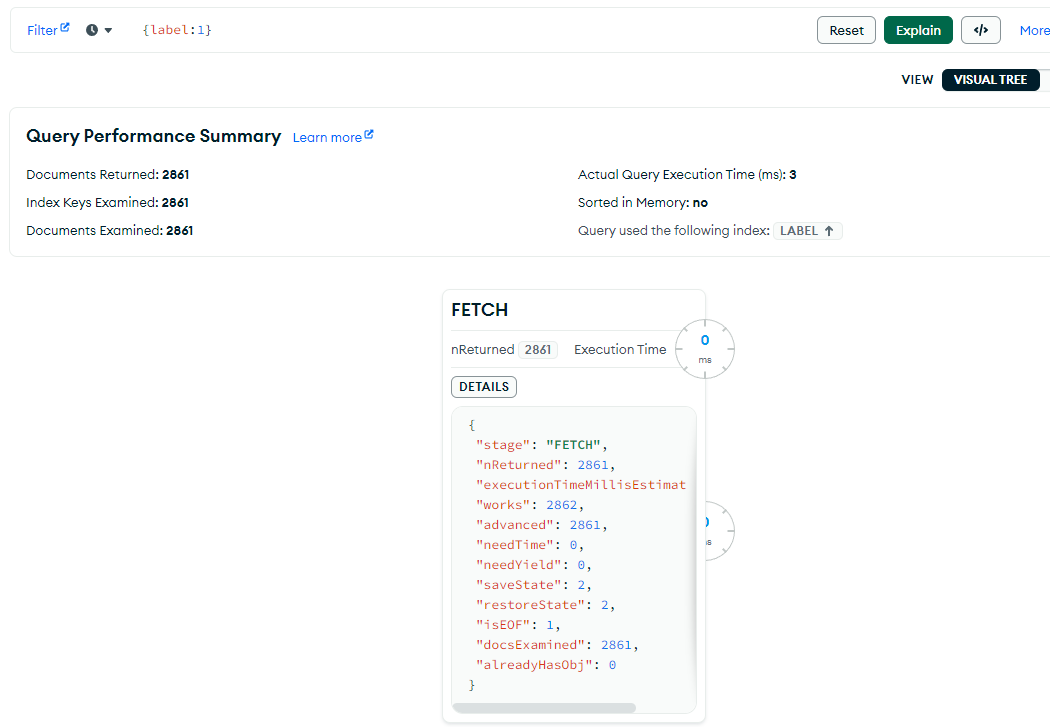 Filter {label:1} Reset Explain </> More
VIEW VISUAL TREE
Query Performance Summary Learn more
Documents Returned: 2861
Actual Query Execution Time (ms): 3
Index Keys Examined: 2861
Sorted in Memory: no
Documents Examined: 2861
Query used the following index: LABEL ↑
FETCH
nReturned 2861 Execution Time 0 ms
DETAILS
{
"stage": "FETCH",
"nReturned": 2861,
"executionTimeMillisEstimat
"works": 2862,
"advanced": 2861,
"needTime": 0,
"needYield": 0,
"saveState": 2,
"restoreState": 2,
"isEOF": 1,
"docsExamined": 2861,
"alreadyHasObj": 0
}